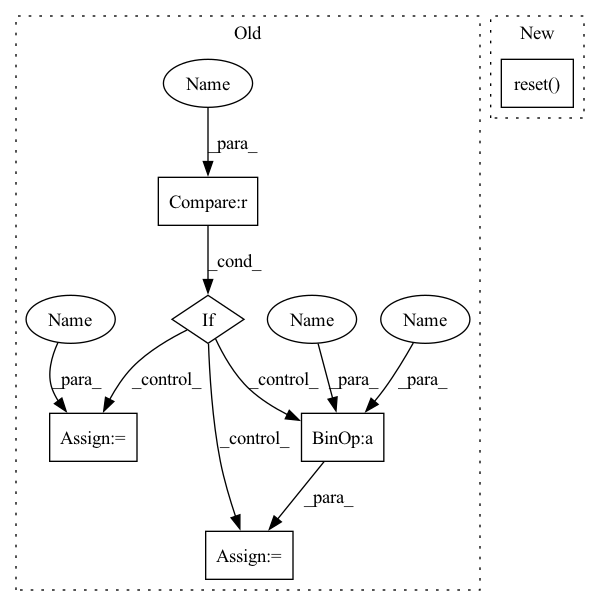 Old
New
Name
reset()
_para_
Compare:r
_cond_
Name
If
Name
Name
_para_
_control_
_control_
_para_
_para_
Assign:=
_control_
BinOp:a
_para_
Assign:=